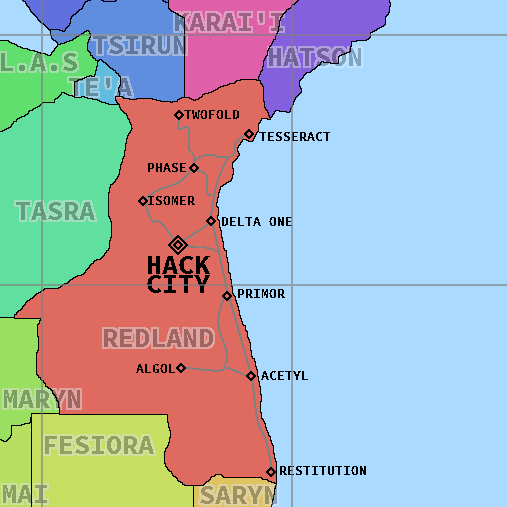 KARAI'I
TSIRUN
HATSON
L.A.S
TE'A
TWOFOLD
TESSERACT
PHASE
ISOMER
TASRA
DELTA ONE
HACK
CITY
PRIMOR
REDLAND
ALGOL
ACETYL
MARYN
FESIORA
RESTITUTION
MAI
SARYN